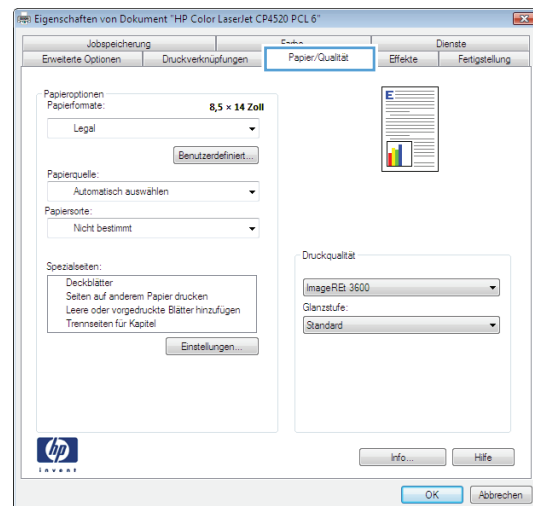 Eigenschaften von Dokument "HP Color LaserJet CP4520 PCL 6"
Jobspeicherung Farbe Dienste
Erweiterte Optionen Druckverknüpfungen Papier/Qualität Effekte Fertigstellung
Papieroptionen
Papierformate: 8,5 × 14 Zoll
Legal
Benutzerdefiniert...
Papierquelle:
Automatisch auswählen
Papiersorte:
Nicht bestimmt
Spezialseiten:
Deckblätter
Seiten auf anderem Papier drucken
Leere oder vorgedruckte Blätter hinzufügen
Trennseiten für Kapitel
Einstellungen...
E
Druckqualität
ImageREt 3600
Glanzstufe:
Standard
hp
invent
Info... Hilfe
OK Abbrechen